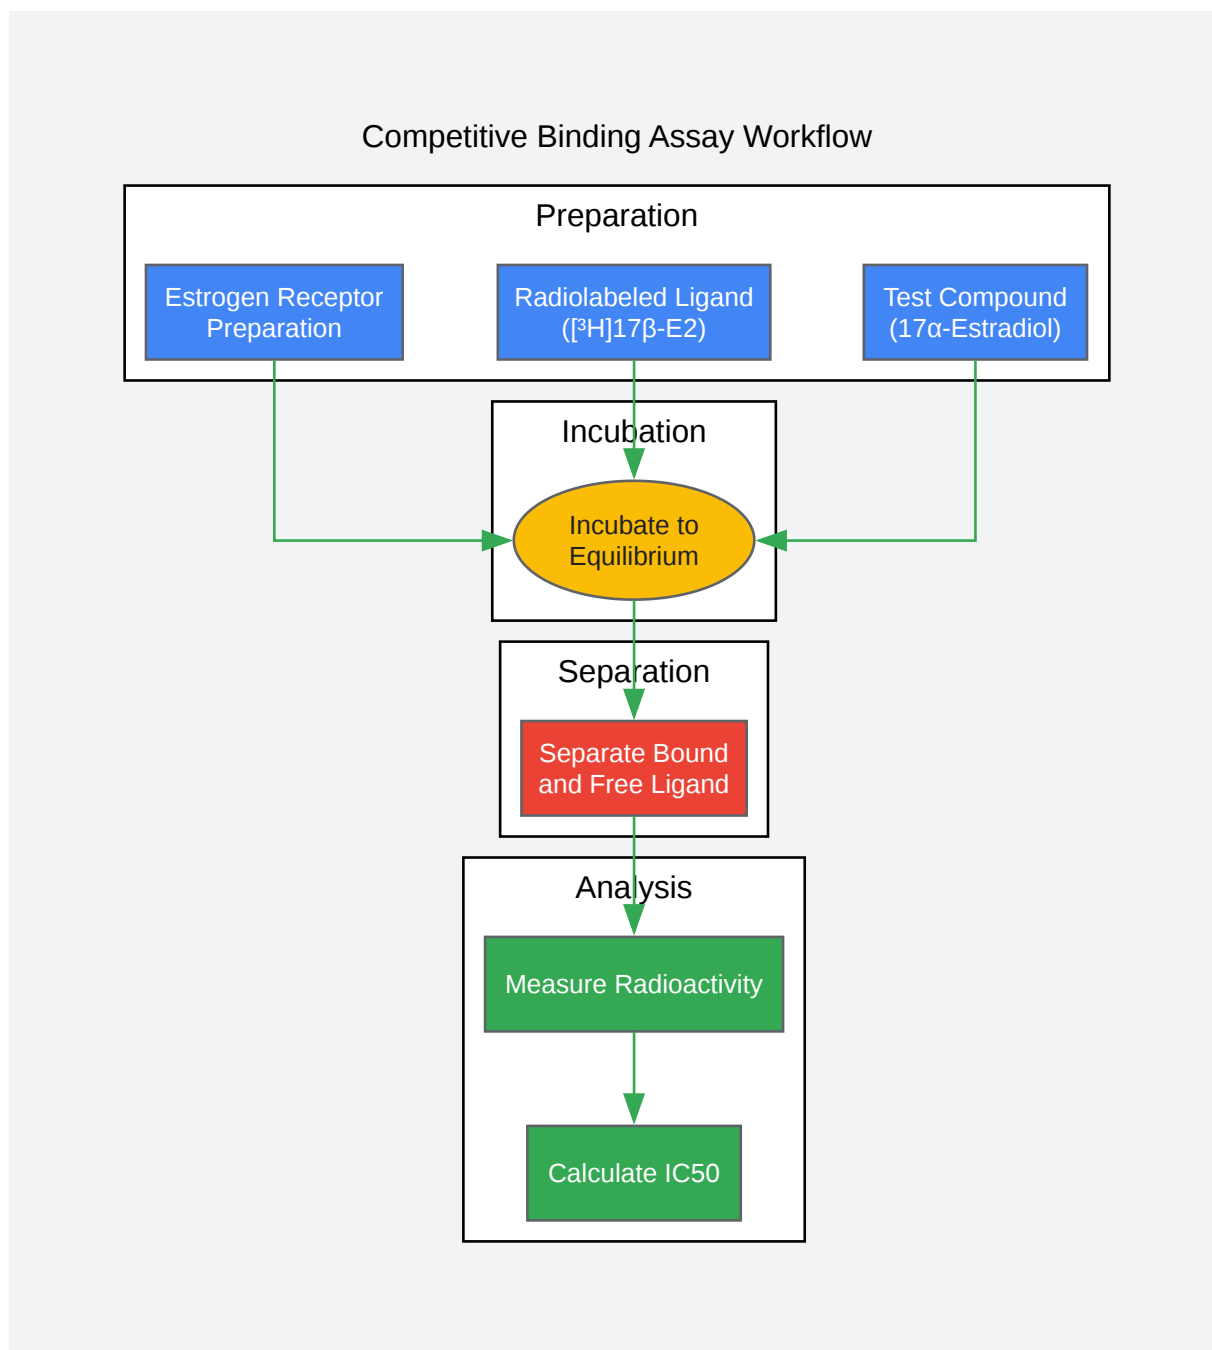 Competitive Binding Assay Workflow
Preparation
Estrogen Receptor
Preparation
Radiolabeled Ligand
([³H]17β-E2)
Test Compound
(17α-Estradiol)
Incubation
Incubate to
Equilibrium
Separation
Separate Bound
and Free Ligand
Analysis
Measure Radioactivity
Calculate IC50